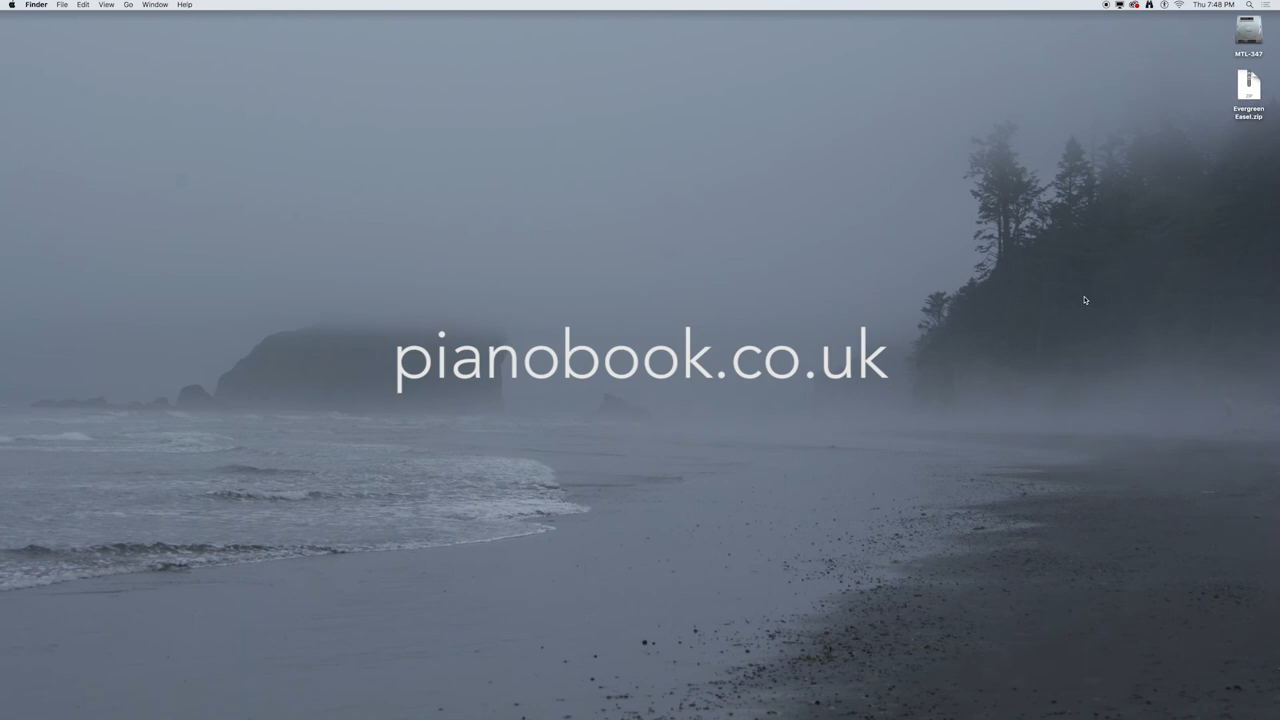 Finder File Edit View Go Window Help Thu 7:48 PM
MTL-347
ZIP
Evergreen
Easel.zip
pianobook.co.uk